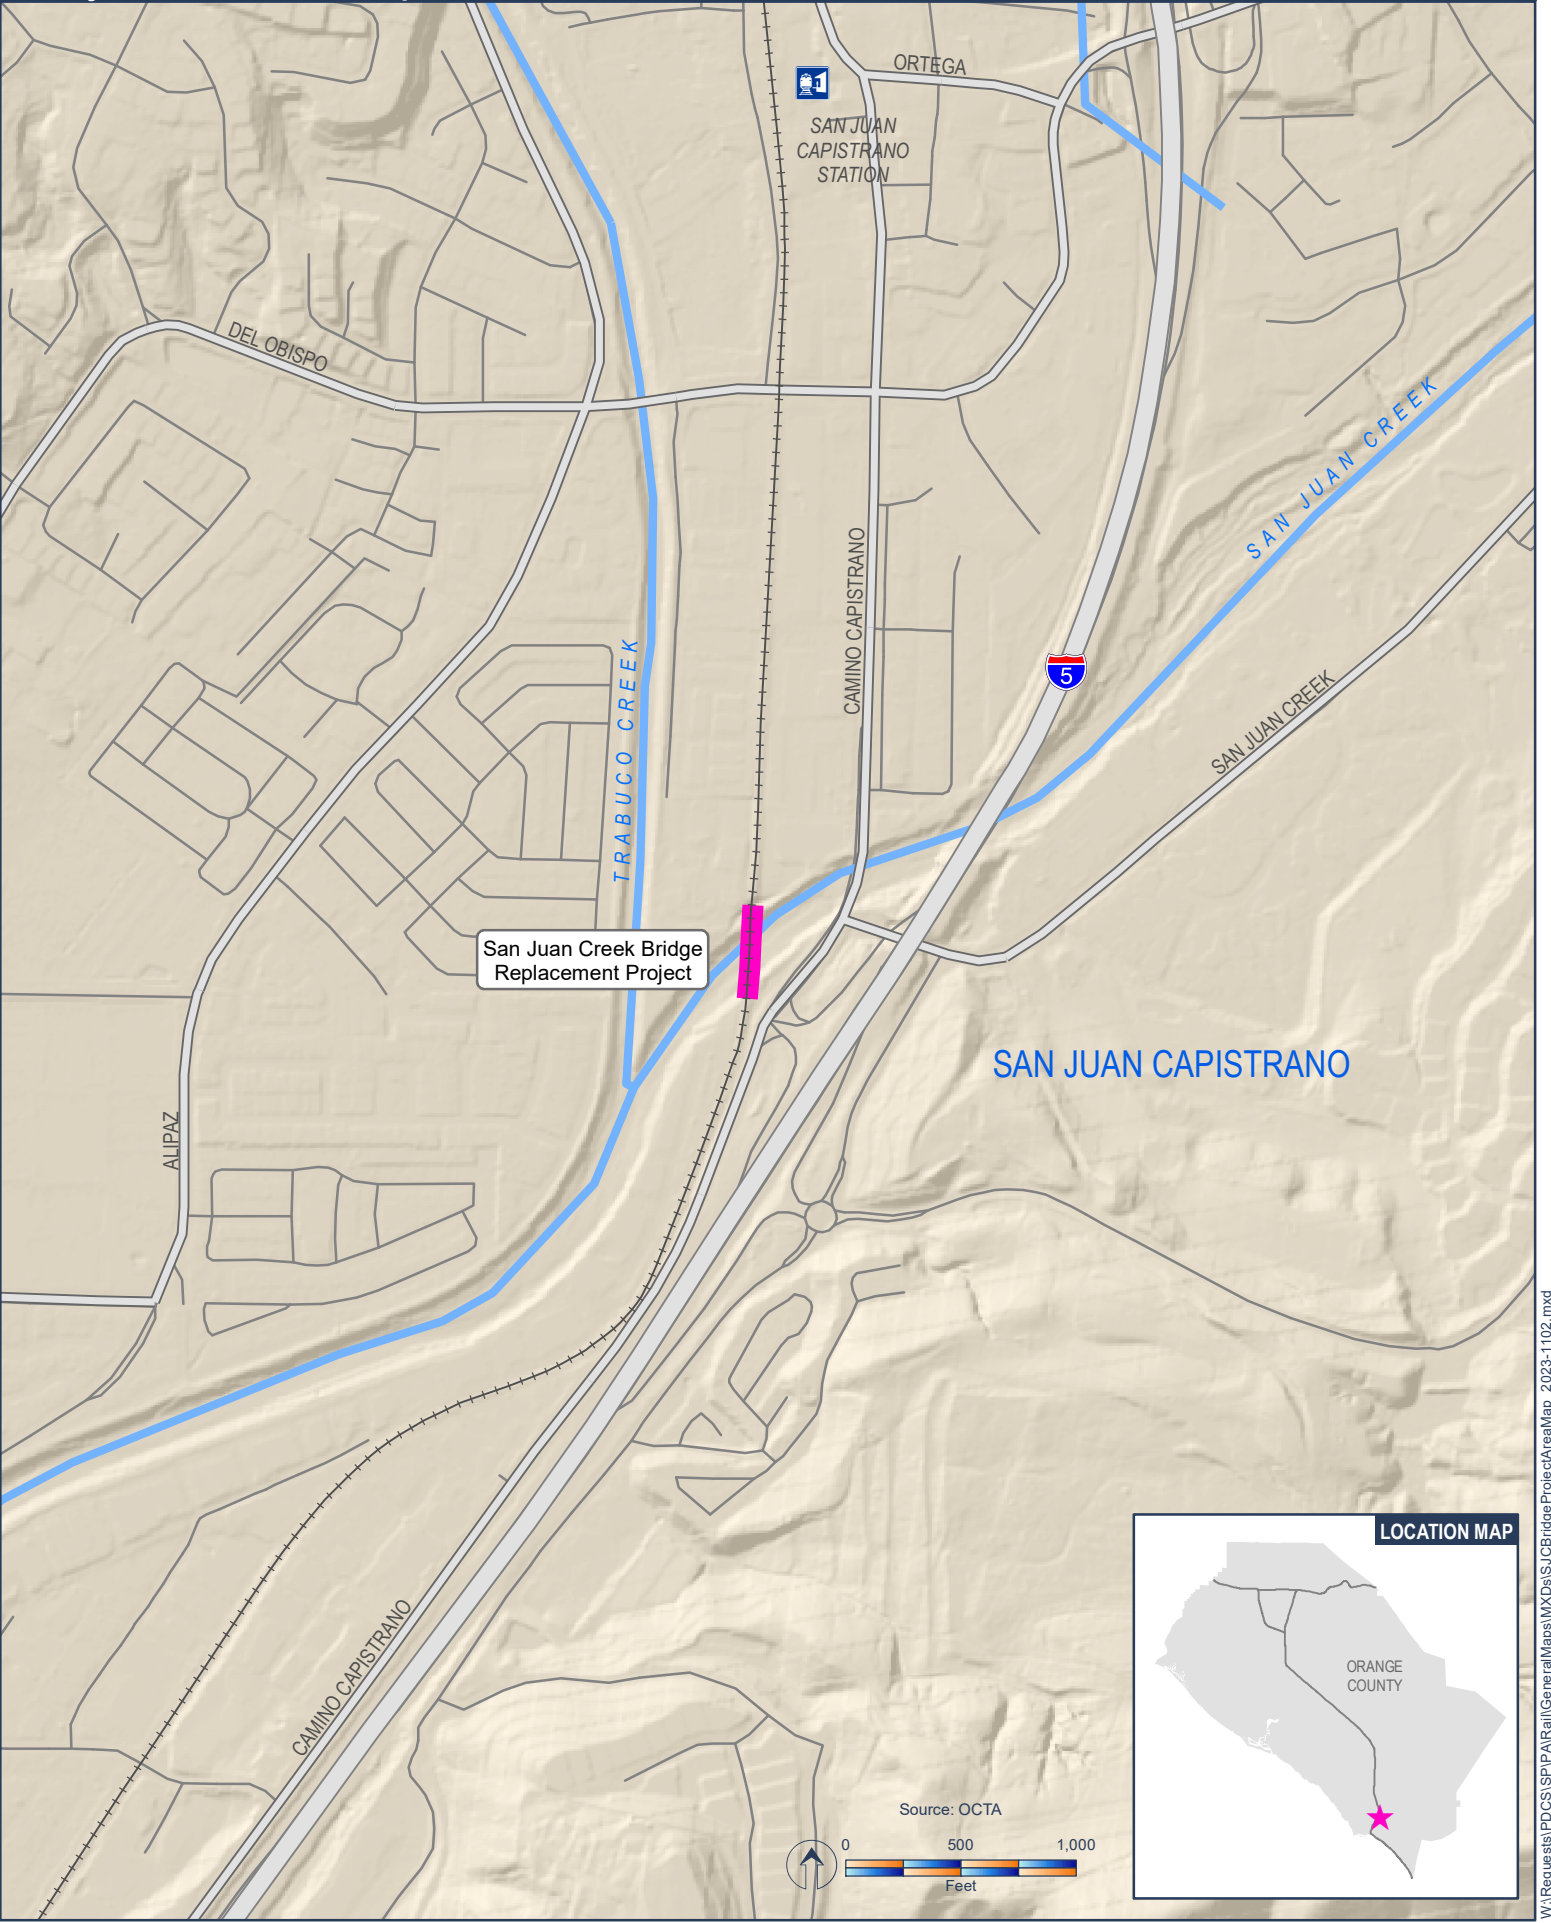 ORTEGA
SAN JUAN
CAPISTRANO
STATION
DEL OBISPO
SAN JUAN CREEK
CAMINO CAPISTRANO
TRABUCO CREEK
5
SAN JUAN CREEK
San Juan Creek Bridge
Replacement Project
SAN JUAN CAPISTRANO
ALIPAZ
CAMINO CAPISTRANO
LOCATION MAP
ORANGE
COUNTY
Source: OCTA
0 500 1,000
Feet
W:\Requests\PDCS\SP\PA\Rail\GeneralMaps\MXDs\SJCBridgeProjectAreaMap_2023-1102.mxd